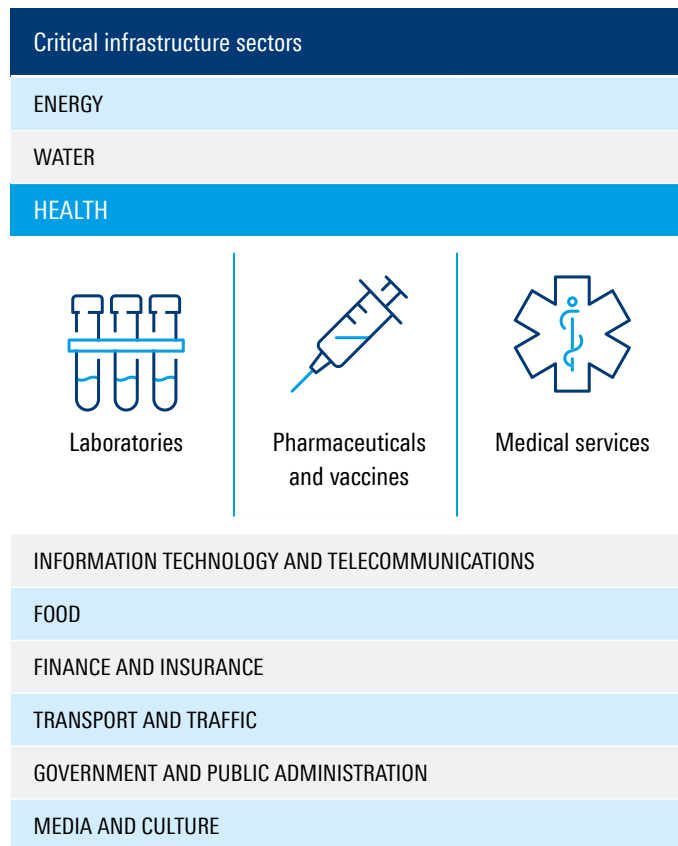 Critical infrastructure sectors
ENERGY
WATER
HEALTH
Laboratories
Pharmaceuticals
and vaccines
Medical services
INFORMATION TECHNOLOGY AND TELECOMMUNICATIONS
FOOD
FINANCE AND INSURANCE
TRANSPORT AND TRAFFIC
GOVERNMENT AND PUBLIC ADMINISTRATION
MEDIA AND CULTURE